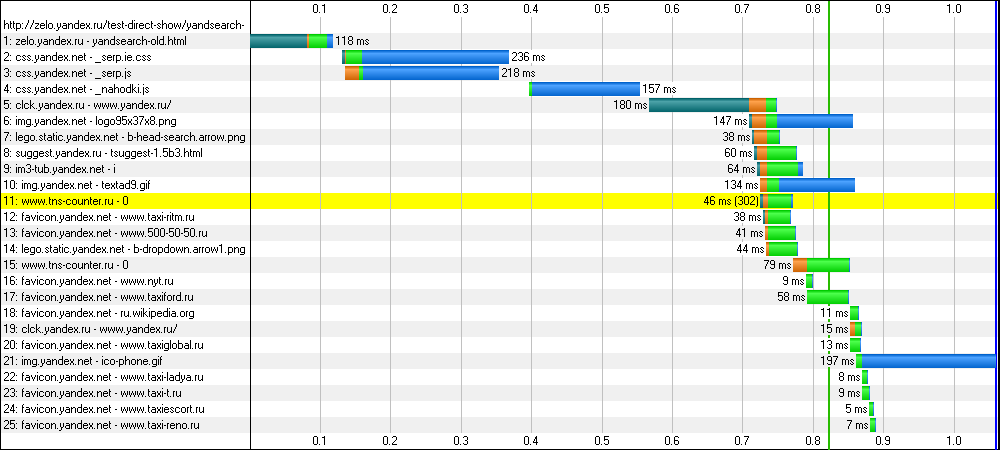 0.1 0.2 0.3 0.4 0.5 0.6 0.7 0.8 0.9 1.0
http://zelo.yandex.ru/test-direct-show/yandsearch-
1: zelo.yandex.ru - yandsearch-old.html 118 ms
2: css.yandex.net - _serp.ie.css 236 ms
3: css.yandex.net - _serp.js 218 ms
4: css.yandex.net - _nahodki.js 157 ms
5: clck.yandex.ru - www.yandex.ru/ 180 ms
6: img.yandex.net - logo95x37x8.png 147 ms
7: lego.static.yandex.net - b-head-search.arrow.png 38 ms
8: suggest.yandex.ru - tsuggest-1.5b3.html 60 ms
9: im3-tub.yandex.net - i 64 ms
10: img.yandex.net - textad9.gif 134 ms
11: www.tns-counter.ru - 0 46 ms (302)
12: favicon.yandex.net - www.taxi-ritm.ru 38 ms
13: favicon.yandex.net - www.500-50-50.ru 41 ms
14: lego.static.yandex.net - b-dropdown.arrow1.png 44 ms
15: www.tns-counter.ru - 0 79 ms
16: favicon.yandex.net - www.nyt.ru 9 ms
17: favicon.yandex.net - www.taxiford.ru 58 ms
18: favicon.yandex.net - ru.wikipedia.org 11 ms
19: clck.yandex.ru - www.yandex.ru/ 15 ms
20: favicon.yandex.net - www.taxiglobal.ru 13 ms
21: img.yandex.net - ico-phone.gif 197 ms
22: favicon.yandex.net - www.taxi-ladya.ru 8 ms
23: favicon.yandex.net - www.taxi-t.ru 9 ms
24: favicon.yandex.net - www.taxiescort.ru 5 ms
25: favicon.yandex.net - www.taxi-reno.ru 7 ms
0.1 0.2 0.3 0.4 0.5 0.6 0.7 0.8 0.9 1.0